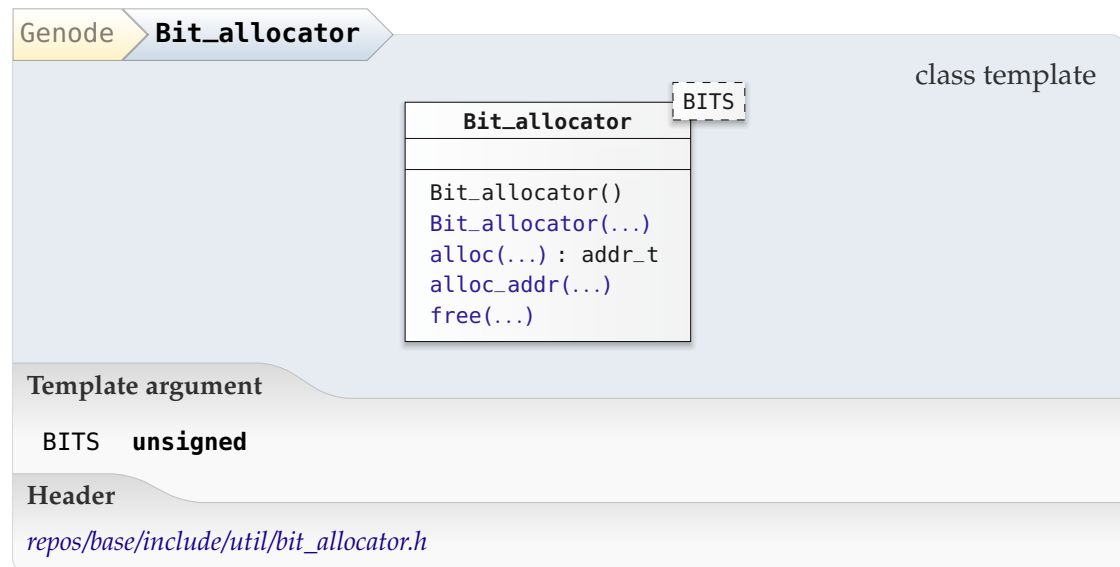 Genode Bit_allocator
class template
BITS
Bit_allocator
Bit_allocator()
Bit_allocator(...)
alloc(...) : addr_t
alloc_addr(...)
free(...)
Template argument
BITS unsigned
Header
repos/base/include/util/bit_allocator.h